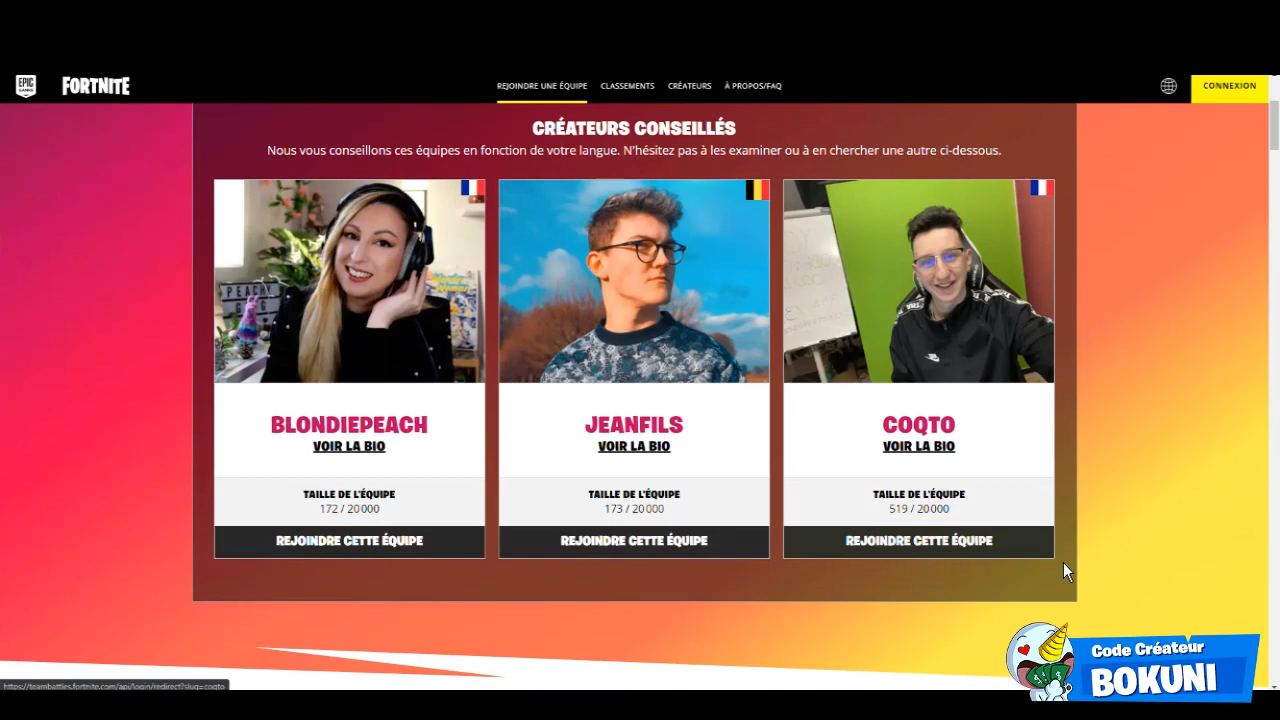 EPIC GAMES
FORTNITE
REJOINDRE UNE ÉQUIPE CLASSEMENTS CRÉATEURS À PROPOS/FAQ
CONNEXION
CRÉATEURS CONSEILLÉS
Nous vous conseillons ces équipes en fonction de votre langue. N'hésitez pas à les examiner ou à en chercher une autre ci-dessous.
PEACHY
BLONDIEPEACH
VOIR LA BIO
TAILLE DE L'ÉQUIPE
172 / 20 000
REJOINDRE CETTE ÉQUIPE
JEANFILS
VOIR LA BIO
TAILLE DE L'ÉQUIPE
173 / 20 000
REJOINDRE CETTE ÉQUIPE
COQTO
VOIR LA BIO
TAILLE DE L'ÉQUIPE
519 / 20 000
REJOINDRE CETTE ÉQUIPE
Code Créateur
BOKUNI
https://teambattles.fortnite.com/api/login/redirect?slug=coqto